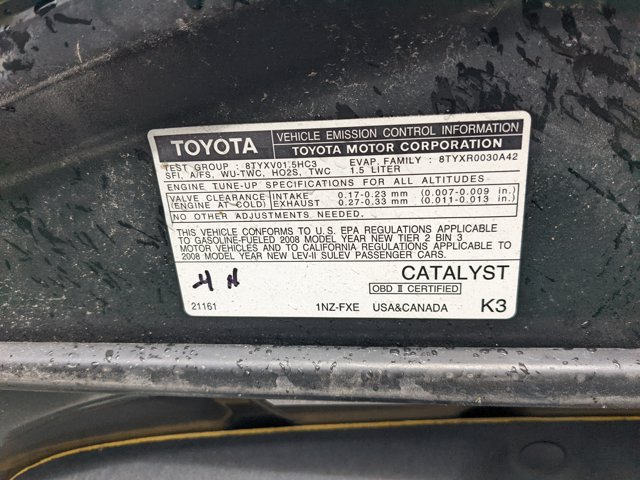 TOYOTA VEHICLE EMISSION CONTROL INFORMATION
TOYOTA MOTOR CORPORATION
TEST GROUP : 8TYXV01.5HC3 EVAP. FAMILY : 8TYXR0030A42
SFI, A/FS, WU-TWC, HO2S, TWC 1.5 LITER
ENGINE TUNE-UP SPECIFICATIONS FOR ALL ALTITUDES
VALVE CLEARANCE INTAKE 0.17-0.23 mm (0.007-0.009 in.)
(ENGINE AT COLD) EXHAUST 0.27-0.33 mm (0.011-0.013 in.)
NO OTHER ADJUSTMENTS NEEDED.
THIS VEHICLE CONFORMS TO U.S. EPA REGULATIONS APPLICABLE
TO GASOLINE-FUELED 2008 MODEL YEAR NEW TIER 2 BIN 3
MOTOR VEHICLES AND TO CALIFORNIA REGULATIONS APPLICABLE TO
2008 MODEL YEAR NEW LEV-II SULEV PASSENGER CARS.
CATALYST
OBD II CERTIFIED
21161 1NZ-FXE USA&CANADA K3